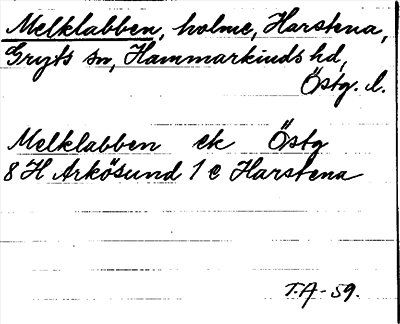 Melklabben, holme, Harstena,
Gryts sn, Hammarkinds hd,
Östg. l.
Melklabben ek Östg
8 H Arkösund 1 e Harstena
T.A-59.